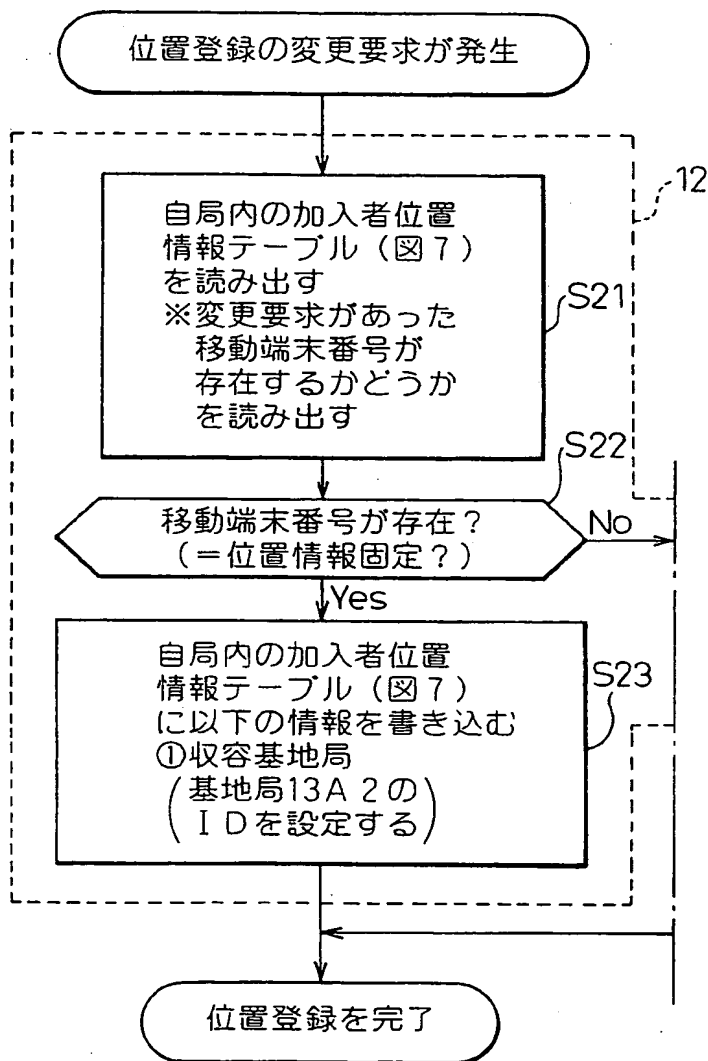 位置登録の変更要求が発生
12
自局内の加入者位置
情報テーブル(図7)
を読み出す
※変更要求があった
移動端末番号が
存在するかどうか
を読み出す
S21
S22
移動端末番号が存在?
(=位置情報固定?)
No
Yes
自局内の加入者位置
情報テーブル(図7)
に以下の情報を書き込む
①収容基地局
(基地局13A2の
IDを設定する)
S23
位置登録を完了